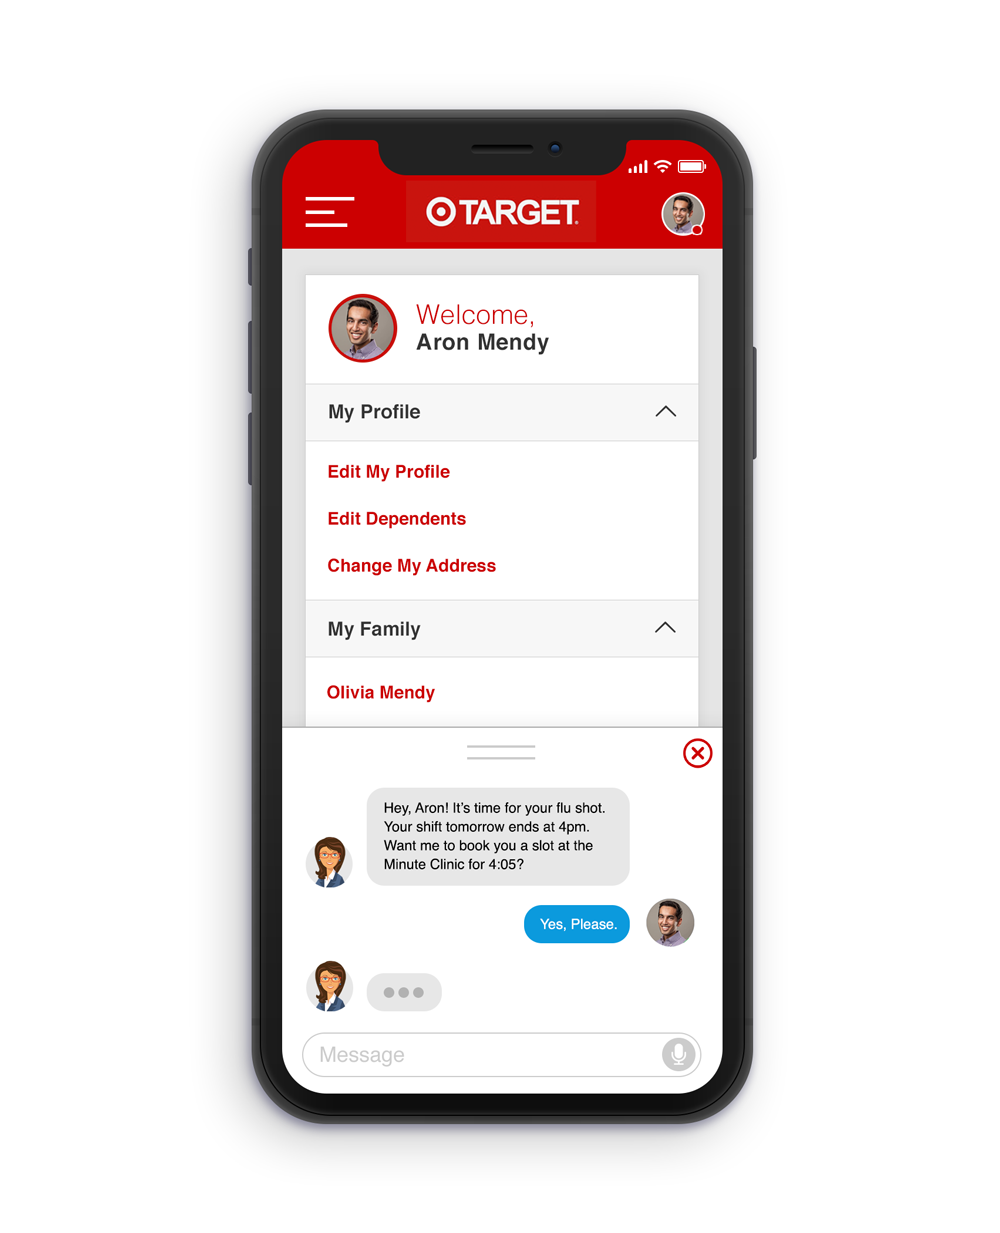 TARGET.
Welcome,
Aron Mendy
My Profile
Edit My Profile
Edit Dependents
Change My Address
My Family
Olivia Mendy
Hey, Aron! It’s time for your flu shot.
Your shift tomorrow ends at 4pm.
Want me to book you a slot at the
Minute Clinic for 4:05?
Yes, Please.
Message